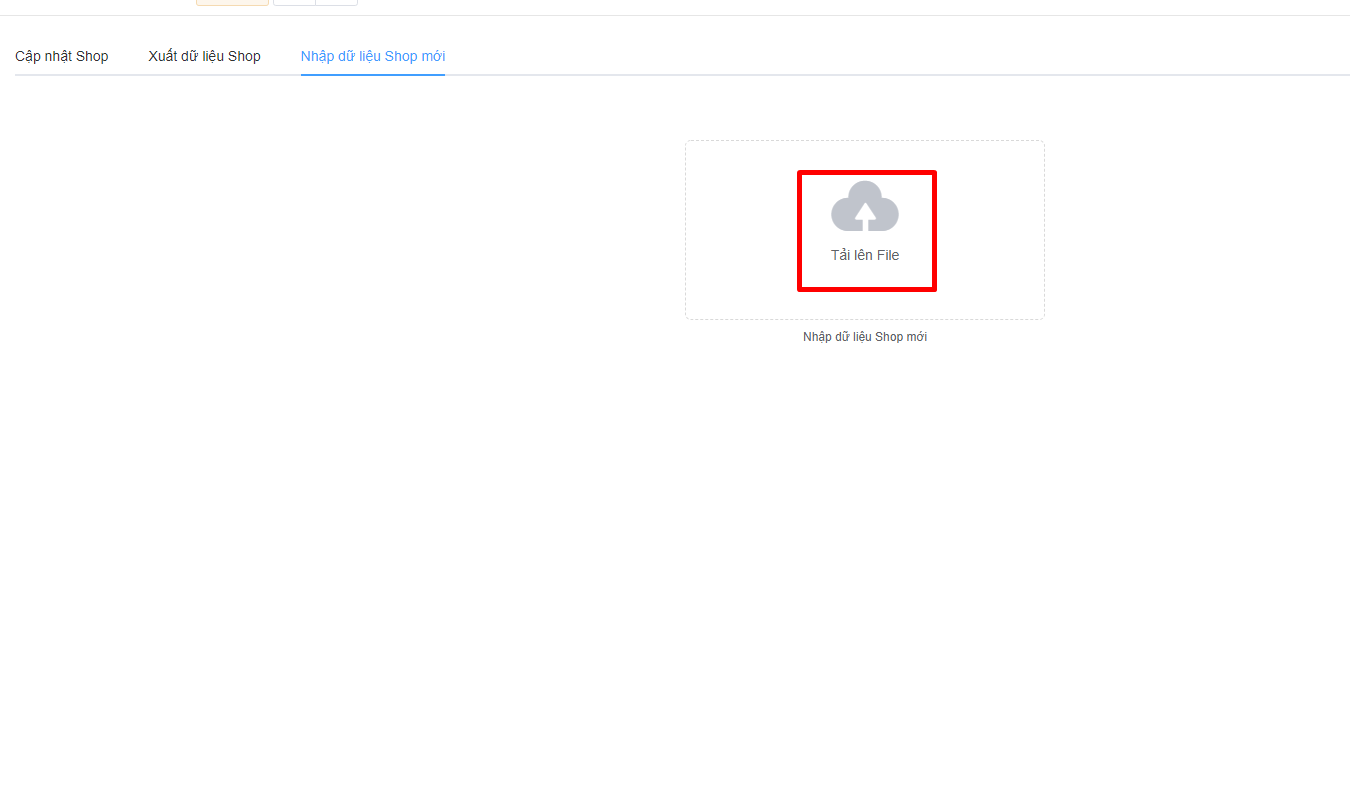 Cập nhật Shop Xuất dữ liệu Shop Nhập dữ liệu Shop mới
Tải lên File
Nhập dữ liệu Shop mới